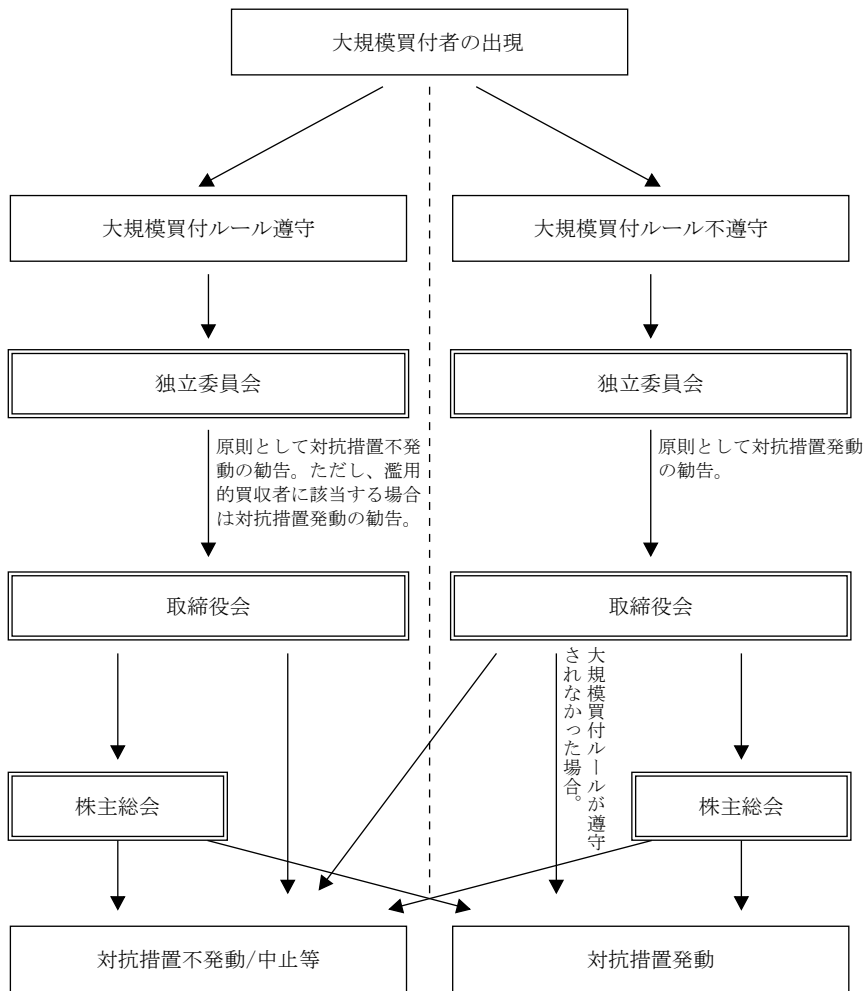 大規模買付者の出現
大規模買付ルール遵守
大規模買付ルール不遵守
独立委員会
独立委員会
原則として対抗措置不発
動の勧告。ただし、濫用
的買収者に該当する場合
は対抗措置発動の勧告。
原則として対抗措置発動
の勧告。
取締役会
取締役会
大規模買付ルールが遵守
されなかった場合。
株主総会
株主総会
対抗措置不発動/中止等
対抗措置発動